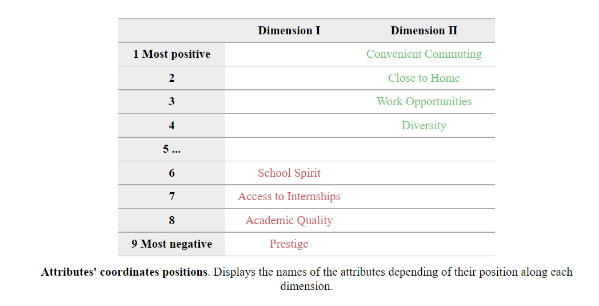 Dimension I Dimension II
1 Most positive Convenient Commuting
2 Close to Home
3 Work Opportunities
4 Diversity
5 ...
6 School Spirit
7 Access to Internships
8 Academic Quality
9 Most negative Prestige
Attributes' coordinates positions. Displays the names of the attributes depending of their position along each
dimension.